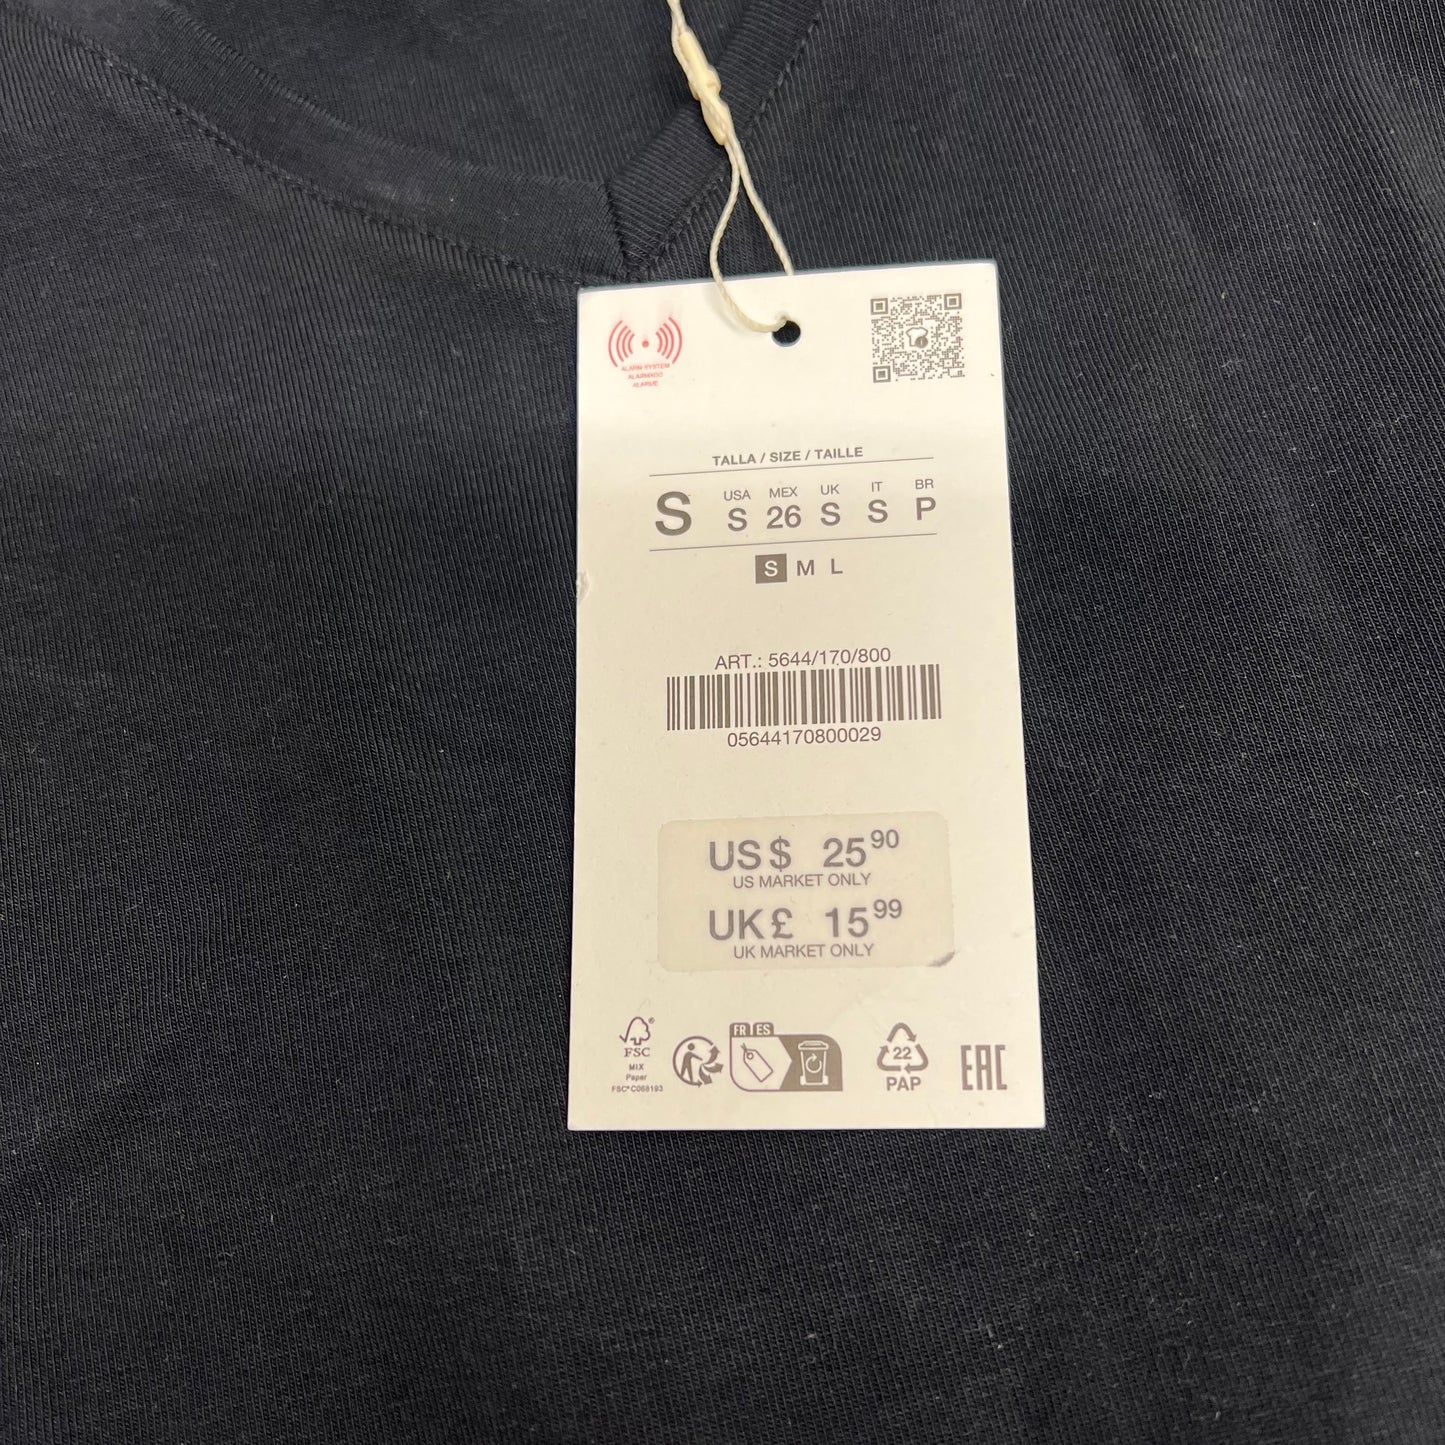 ALARM SYSTEM
ALARMADO
ALARME
TALLA / SIZE / TAILLE
S
USA MEX UK IT BR
S 26 S S P
S M L
ART.: 5644/170/800
05644170800029
US$ 25 90
US MARKET ONLY
UK£ 15 99
UK MARKET ONLY
FSC®
MIX
Paper
FSC® C068193
FR ES
22
PAP
EAC